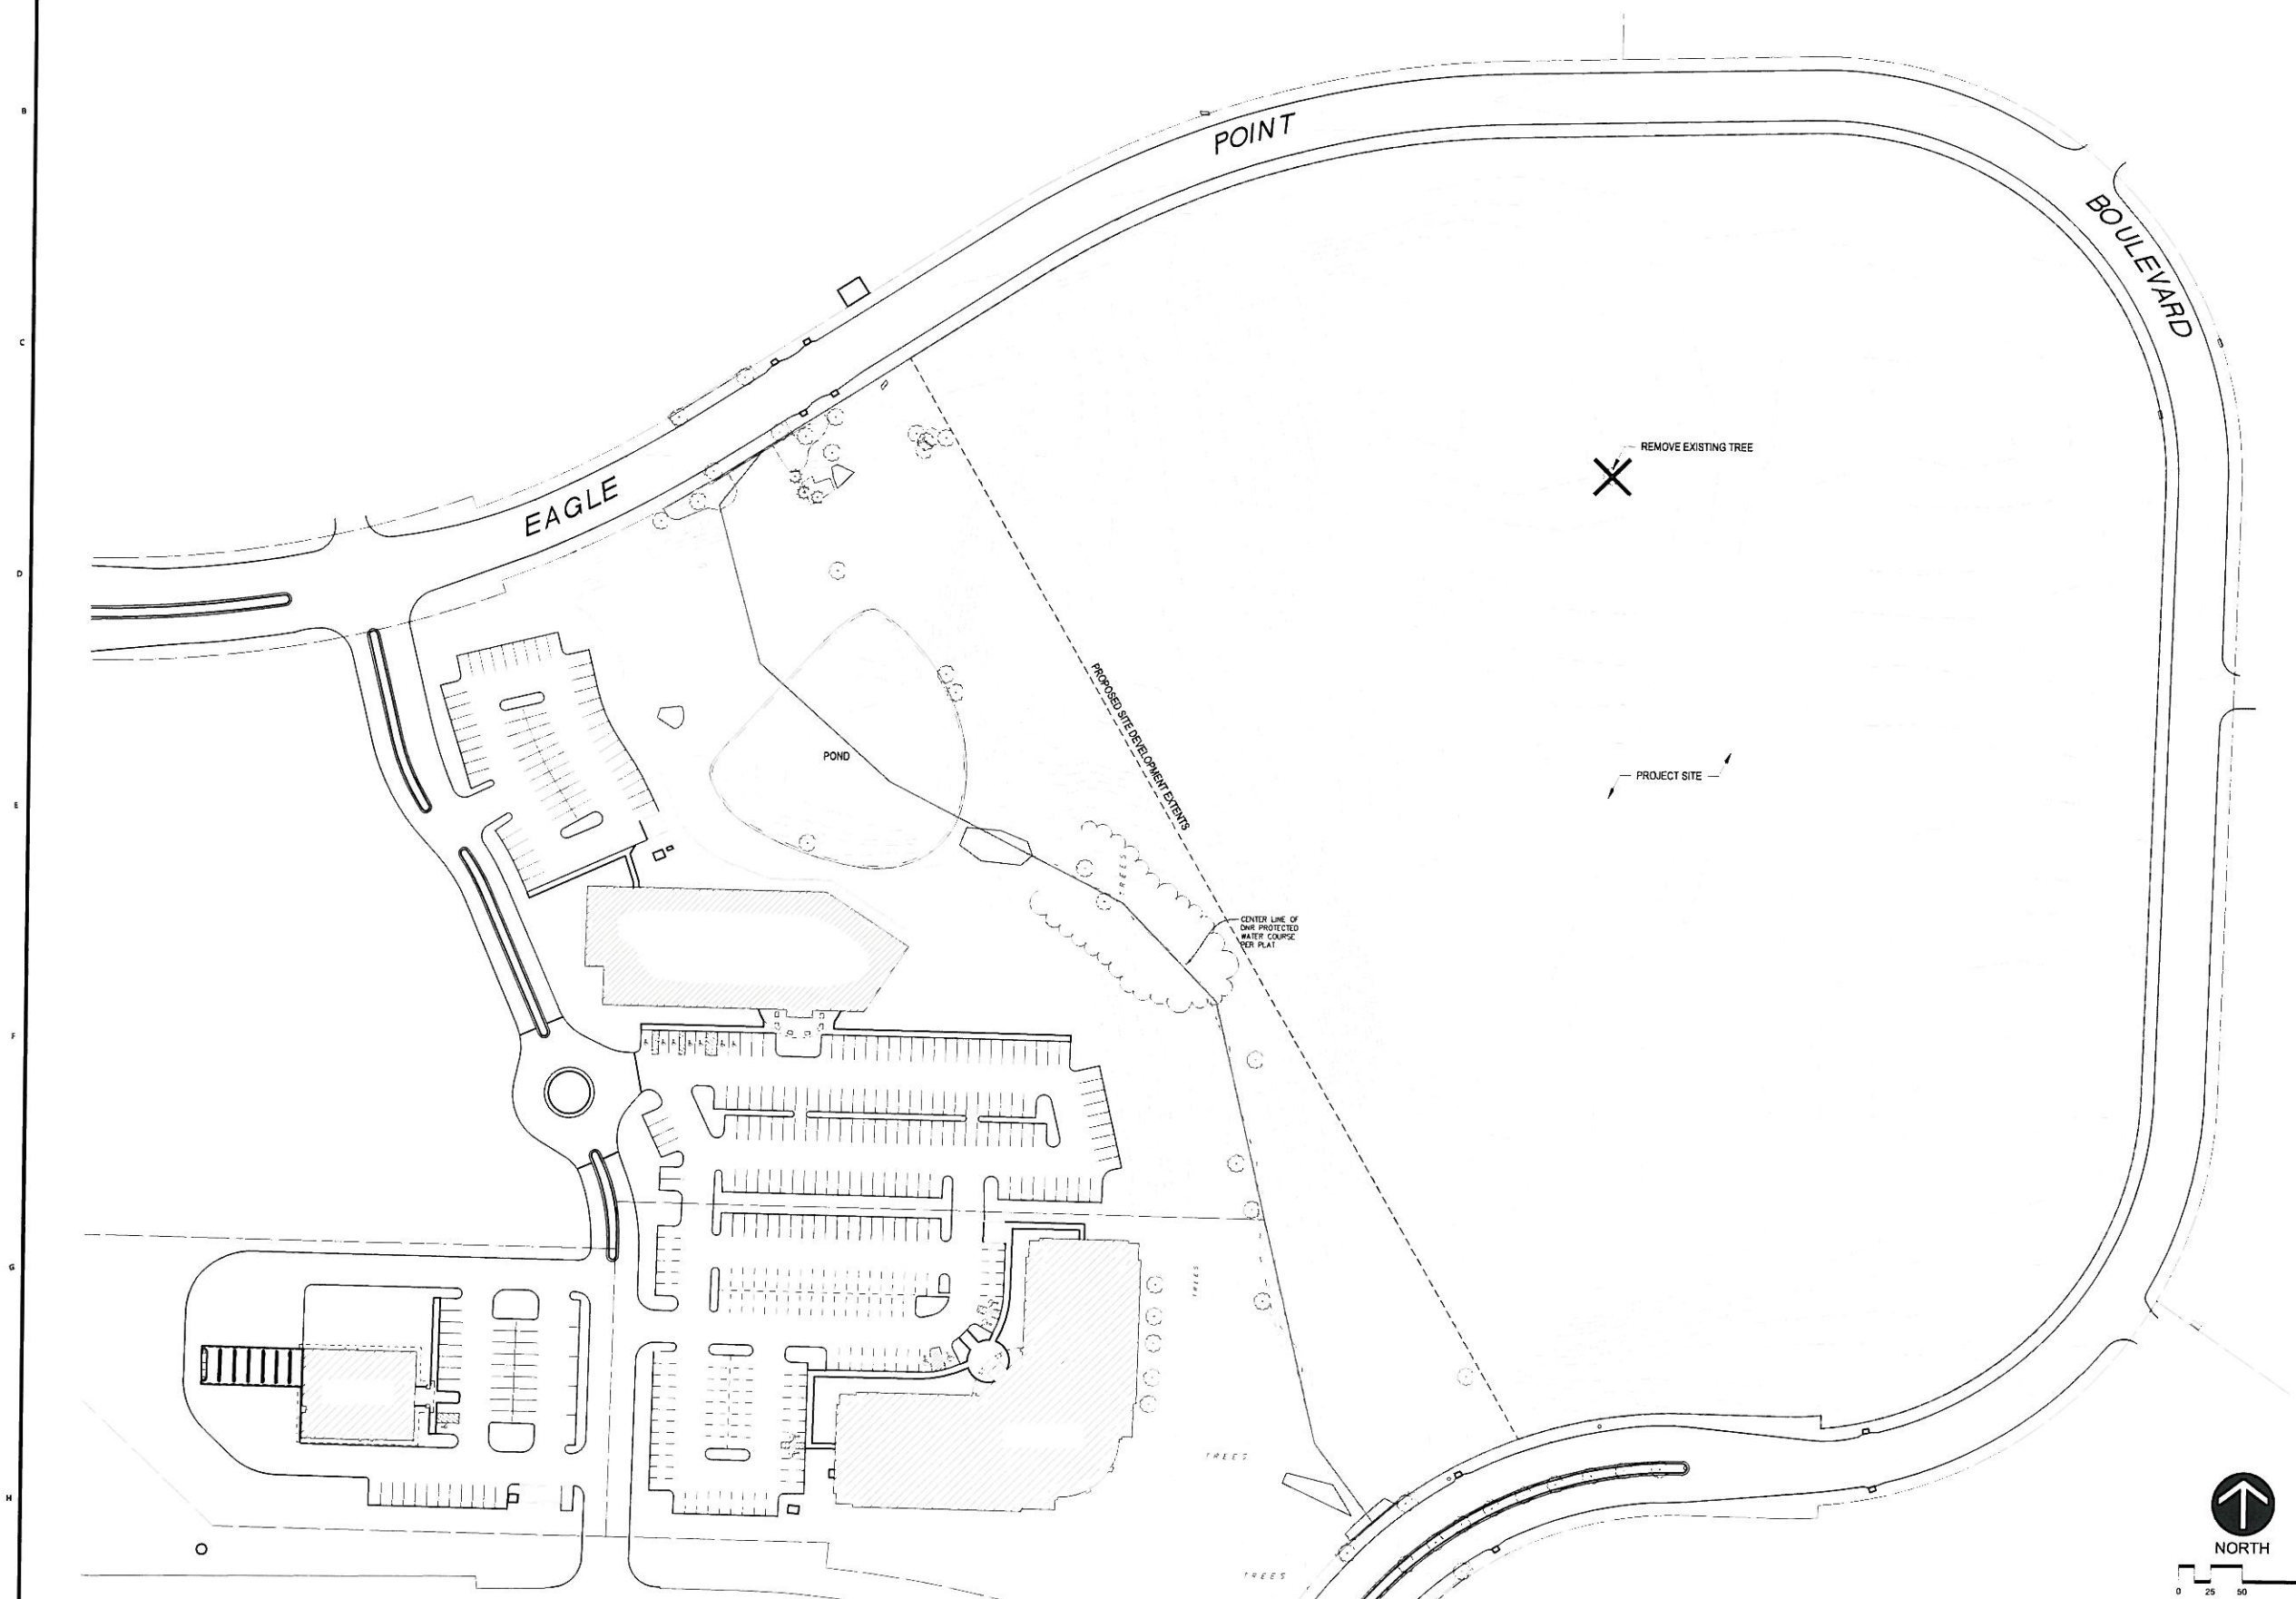 B
POINT
BOULEVARD
C
REMOVE EXISTING TREE
EAGLE
D
PROPOSED SITE DEVELOPMENT EXTENTS
POND
PROJECT SITE
E
TREES
CENTER LINE OF
DNR PROTECTED
WATER COURSE
PER PLAT
F
G
TREES
TREES
H
NORTH
TREES
0 25 50